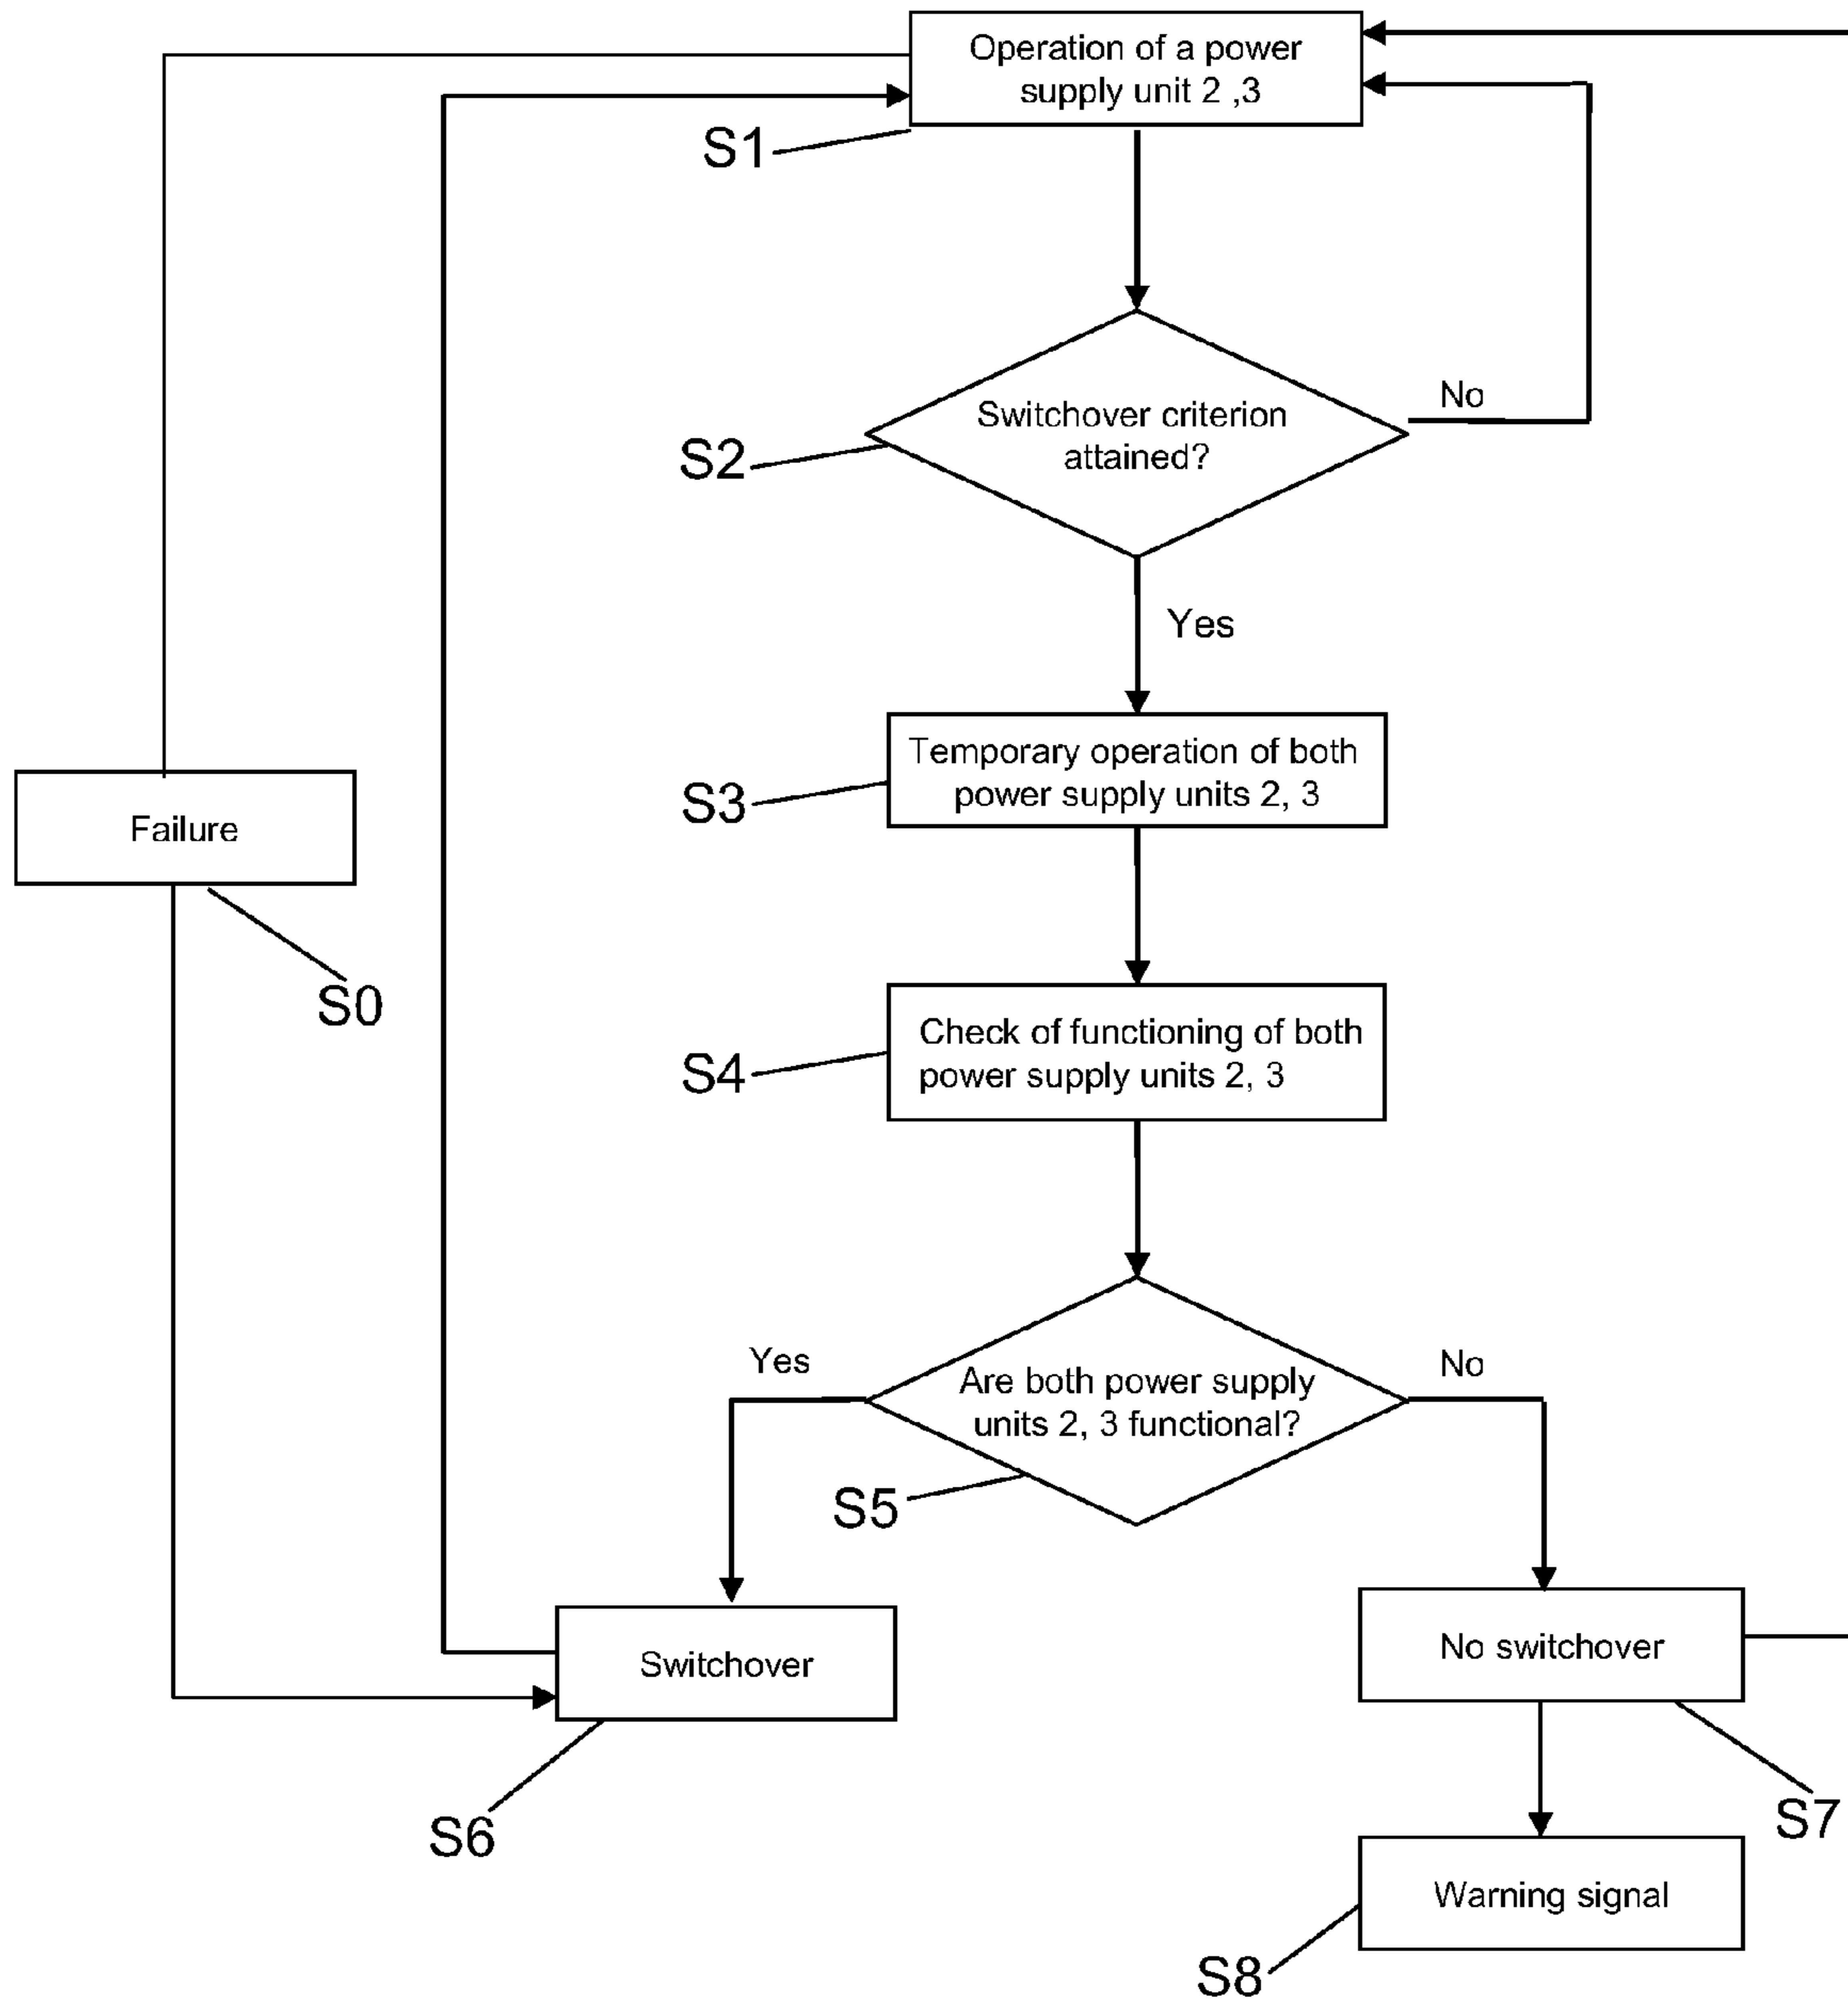 Operation of a power
supply unit 2 ,3
S1
Switchover criterion
attained?
No
S2
Yes
Temporary operation of both
power supply units 2, 3
S3
Failure
S0
Check of functioning of both
power supply units 2, 3
S4
Yes
Are both power supply
units 2, 3 functional?
No
S5
Switchover
No switchover
S6
S7
Warning signal
S8